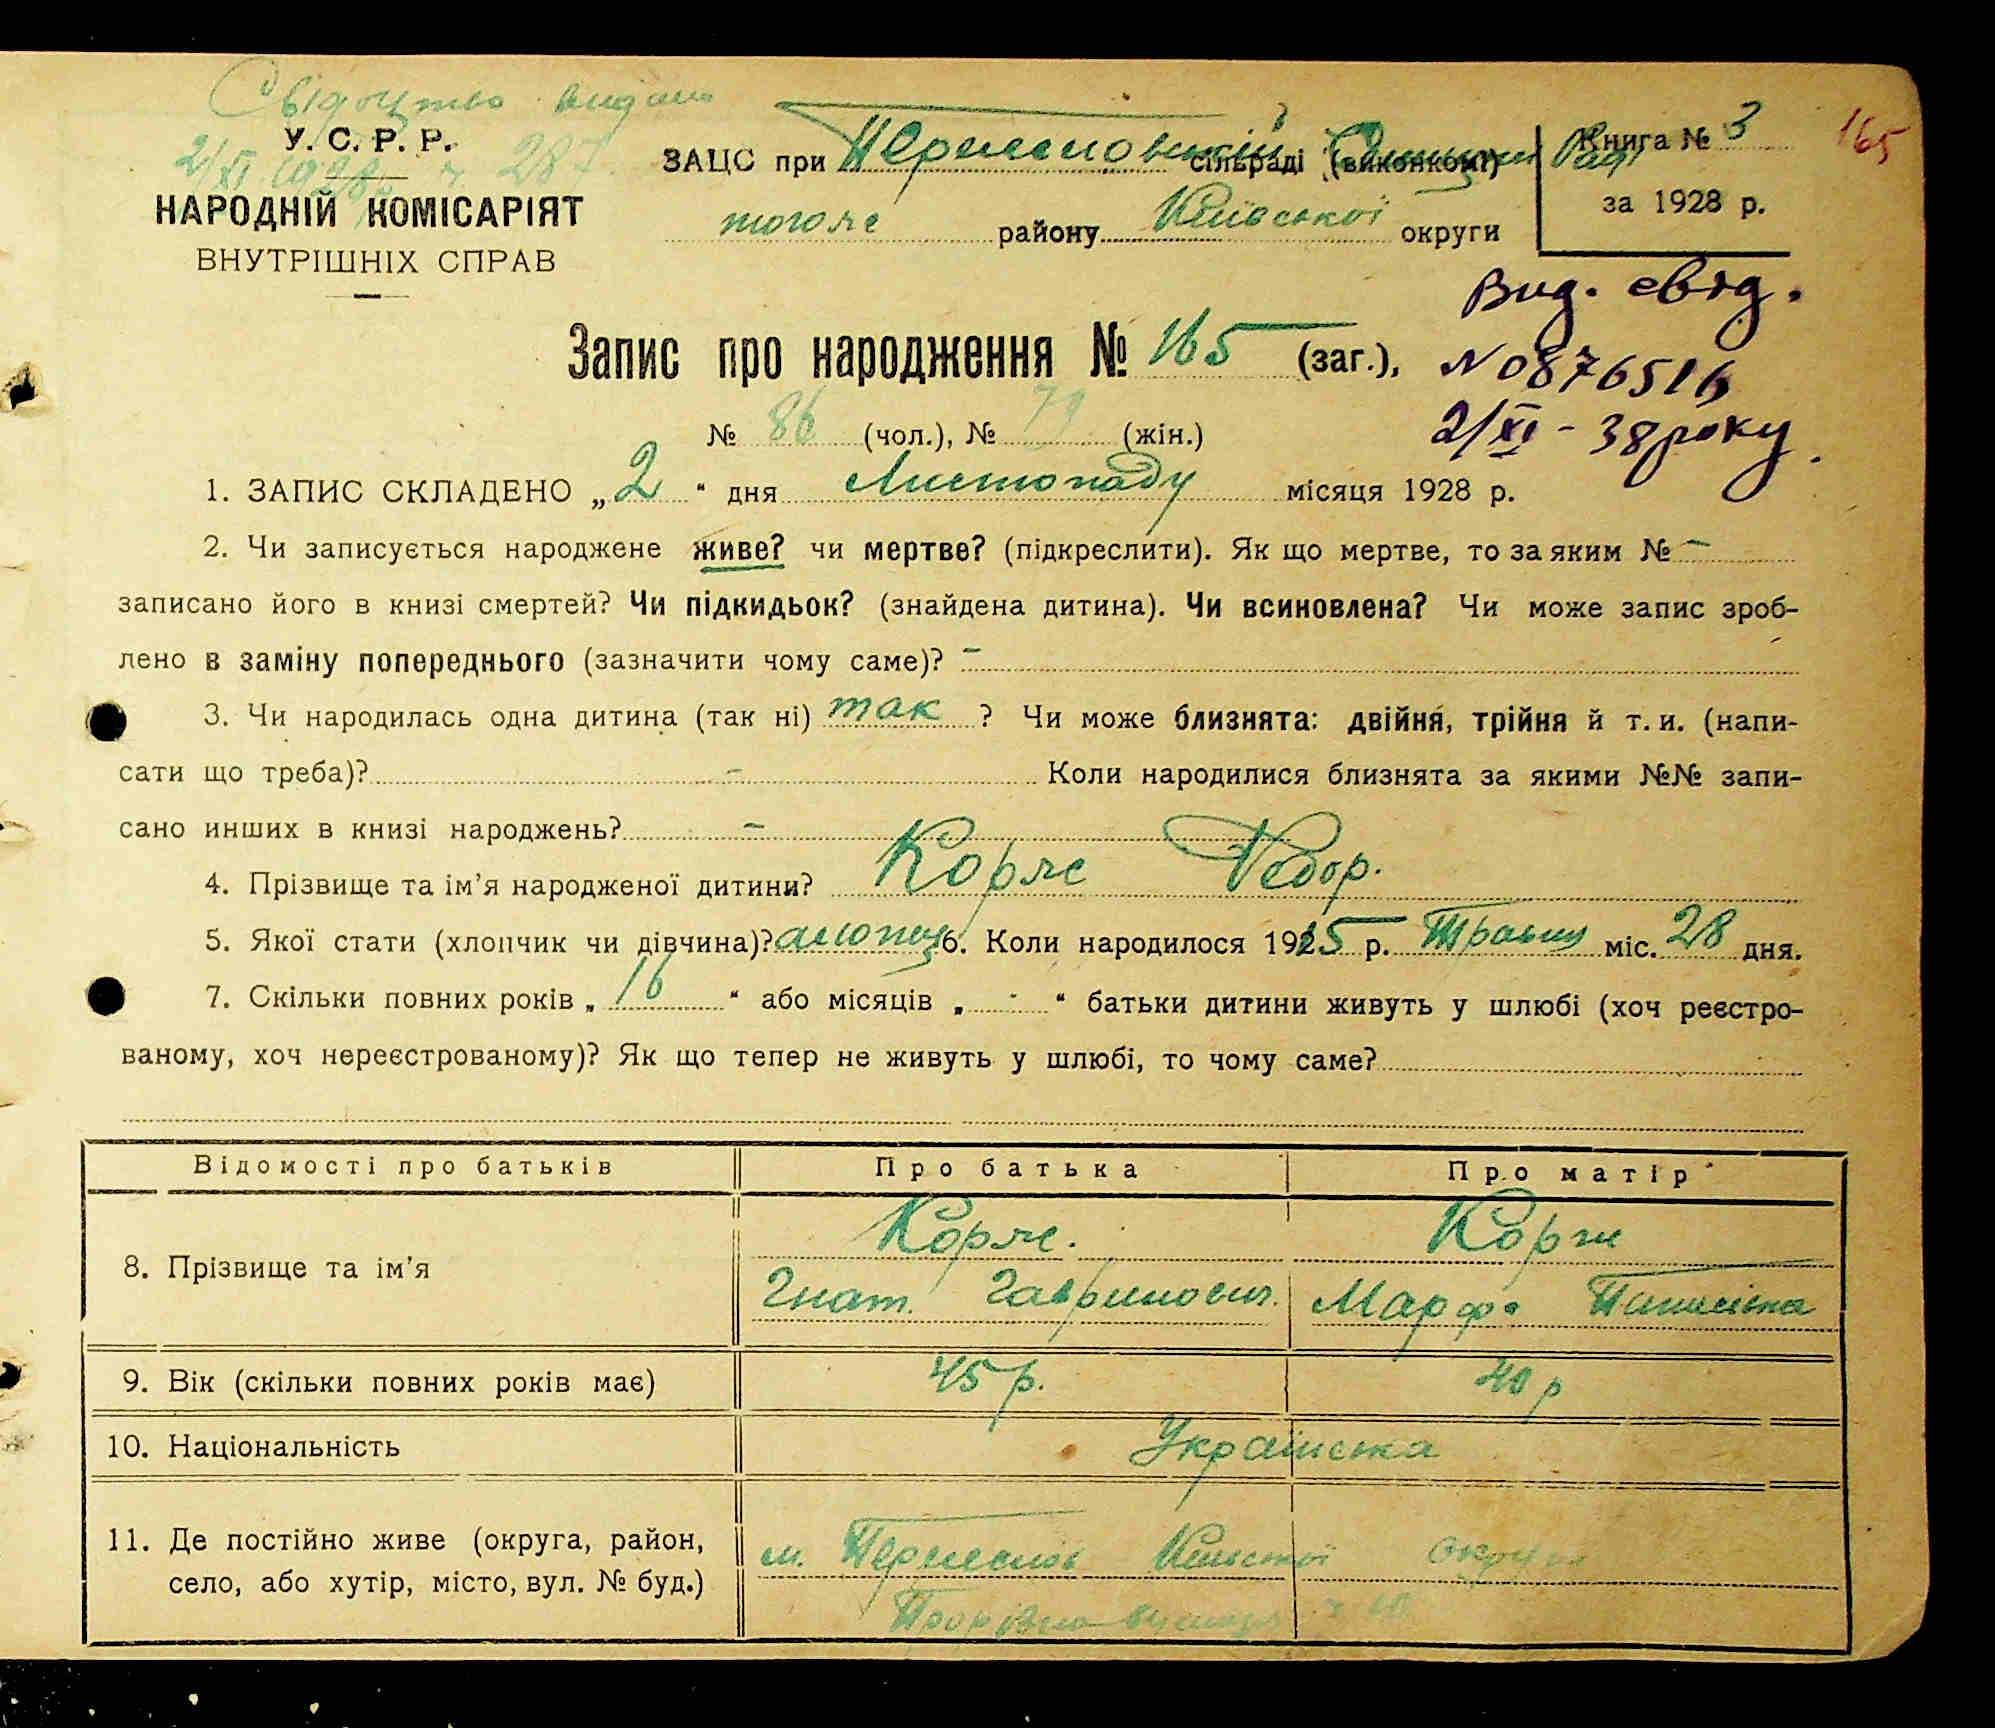 Свідоцтво видано
2/XI 1928 р. ч. 287.
У. С. Р. Р.
НАРОДНІЙ КОМІСАРІЯТ
ВНУТРІШНІХ СПРАВ
ЗАЦС при сільраді (виконкомі)
того ж району Київської округи
Книга № 3
за 1928 р.
165
Вид. свід.
N 0876516
2/XI - 38 року
Запис про народження № 165 (заг.),
№ 86 (чол.), № 79 (жін.)
1. ЗАПИС СКЛАДЕНО „2“ дня Листопаду місяця 1928 р.
2. Чи записується народжене живе? чи мертве? (підкреслити). Як що мертве, то за яким № -
записано його в книзі смертей? Чи підкидьок? (знайдена дитина). Чи всиновлена? Чи може запис зроб-
лено в заміну попереднього (зазначити чому саме)? -
3. Чи народилась одна дитина (так ні) так ? Чи може близнята: двійня, трійня й т. и. (напи-
сати що треба)? - Коли народилися близнята за якими №№ запи-
сано инших в книзі народжень? -
4. Прізвище та ім’я народженої дитини? Корж Федор.
5. Якої стати (хлопчик чи дівчина)? 6. Коли народилося 1915 р. Травня міс. 28 дня.
7. Скільки повних років „16“ або місяців „-“ батьки дитини живуть у шлюбі (хоч реєстро-
ваному, хоч нереєстрованому)? Як що тепер не живуть у шлюбі, то чому саме?
Відомості про батьків Про батька Про матір
8. Прізвище та ім’я Корж. Корж
Гнат. Гаврилович. Марфа
9. Вік (скільки повних років має) 45 р. 40 р
10. Національність Українська
11. Де постійно живе (округа, район,
село, або хутір, місто, вул. № буд.)
м. Переяслов Київської округи